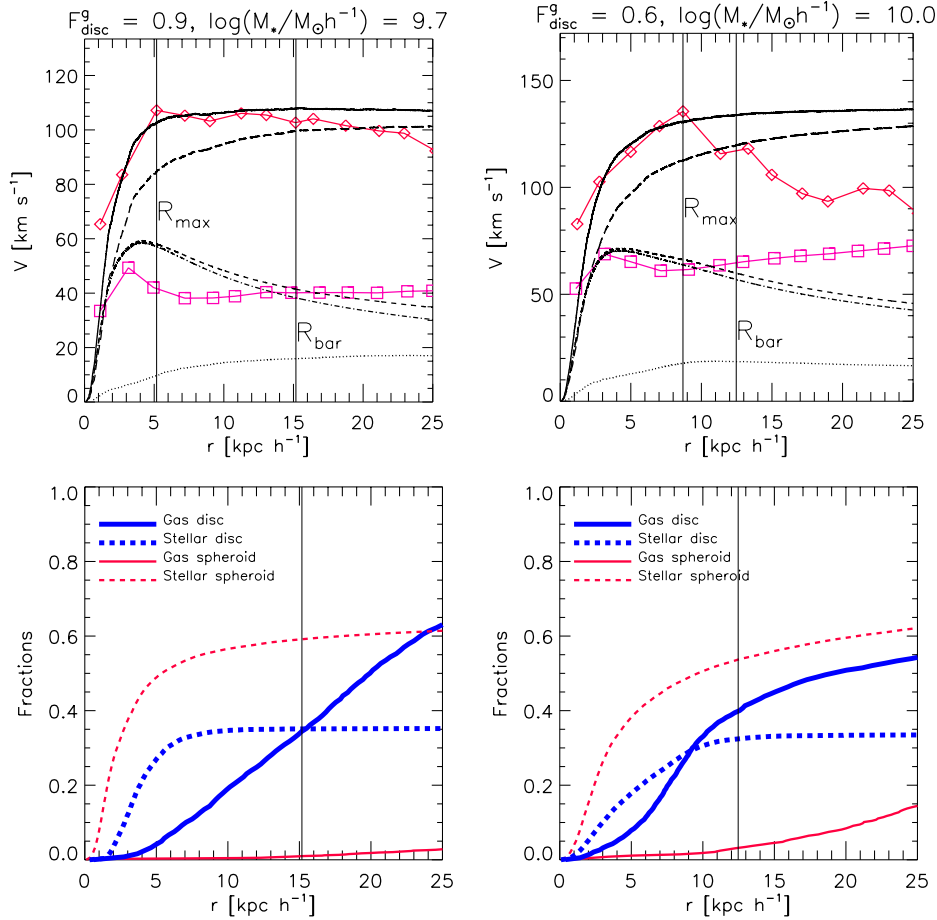 F^g_disc = 0.9, log(M_*/M_⊙h^-1) = 9.7
120
100
80
60
40
20
0
V [km s^-1]
R_max
R_bar
0 5 10 15 20 25
r [kpc h^-1]
F^g_disc = 0.6, log(M_*/M_⊙h^-1) = 10.0
150
100
50
0
V [km s^-1]
R_max
R_bar
0 5 10 15 20 25
r [kpc h^-1]
1.0
0.8
0.6
0.4
0.2
0.0
Fractions
Gas disc
Stellar disc
Gas spheroid
Stellar spheroid
0 5 10 15 20 25
r [kpc h^-1]
1.0
0.8
0.6
0.4
0.2
0.0
Fractions
Gas disc
Stellar disc
Gas spheroid
Stellar spheroid
0 5 10 15 20 25
r [kpc h^-1]